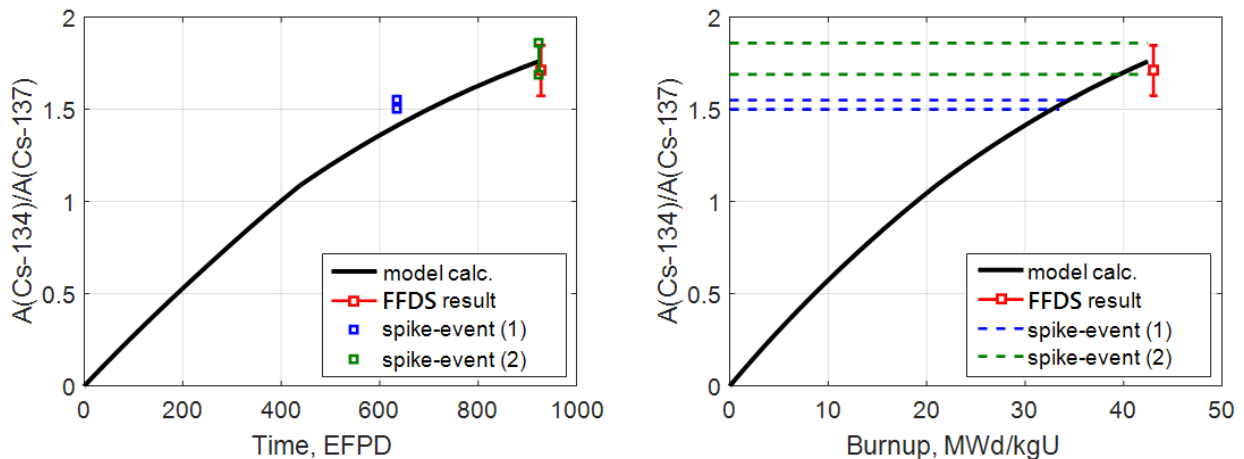 A(Cs-134)/A(Cs-137)
2
1.5
1
0.5
0
0 200 400 600 800 1000
Time, EFPD
model calc.
FFDS result
spike-event (1)
spike-event (2)
A(Cs-134)/A(Cs-137)
2
1.5
1
0.5
0
0 10 20 30 40 50
Burnup, MWd/kgU
model calc.
FFDS result
spike-event (1)
spike-event (2)